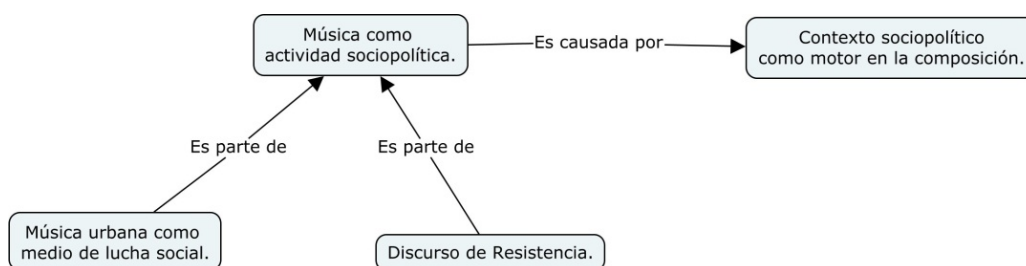 Música como
actividad sociopolítica.
Es causada por
Contexto sociopolítico
como motor en la composición.
Es parte de
Es parte de
Música urbana como
medio de lucha social.
Discurso de Resistencia.